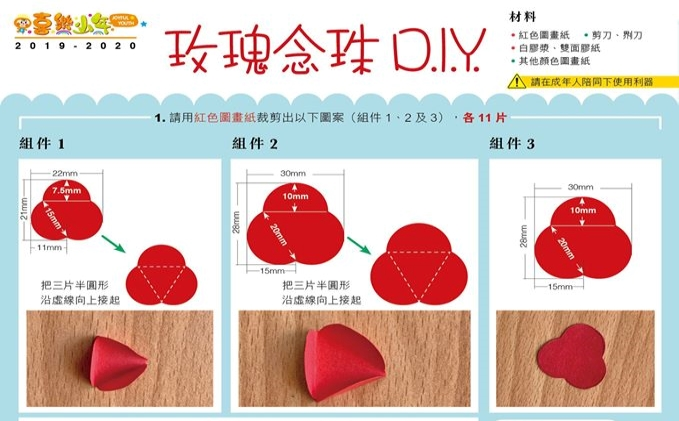 喜樂少年
JOYFUL YOUTH
2019-2020
玫瑰念珠 D.I.Y.
材料
• 紅色圖畫紙 • 剪刀、𠝹刀
• 白膠漿、雙面膠紙
• 其他顏色圖畫紙
請在成年人陪同下使用利器
1. 請用紅色圖畫紙裁剪出以下圖案（組件 1、2 及 3），各 11 片
組件 1
22mm
7.5mm
21mm
15mm
11mm
把三片半圓形
沿虛線向上接起
組件 2
30mm
10mm
28mm
20mm
15mm
把三片半圓形
沿虛線向上接起
組件 3
30mm
10mm
28mm
20mm
15mm